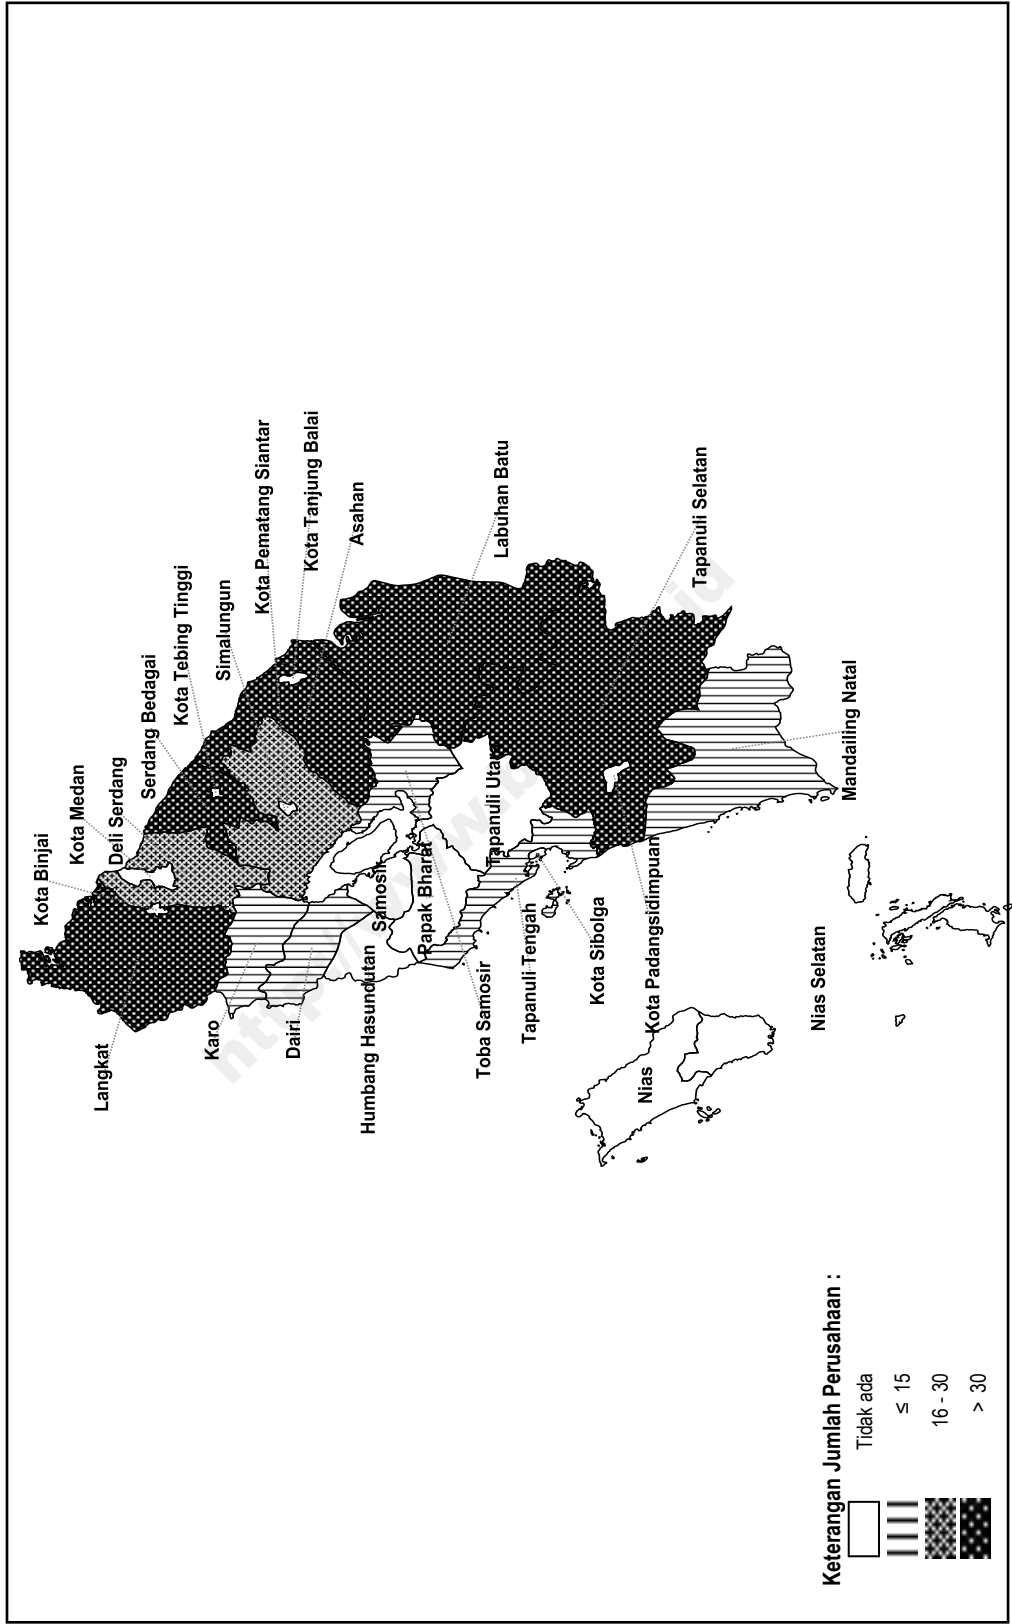 Kota Binjai
Kota Medan
Deli Serdang
Serdang Bedagai
Kota Tebing Tinggi
Simalungun
Kota Pematang Siantar
Kota Tanjung Balai
Asahan
Labuhan Batu
Tapanuli Selatan
Langkat
Karo
Dairi
Humbang Hasundutan
Samosir
Papak Bharat
Toba Samosir
Tapanuli Utara
Tapanuli Tengah
Kota Sibolga
Kota Padangsidimpuan
Nias
Nias Selatan
Mandailing Natal
Keterangan Jumlah Perusahaan :
Tidak ada
≤ 15
16 - 30
> 30